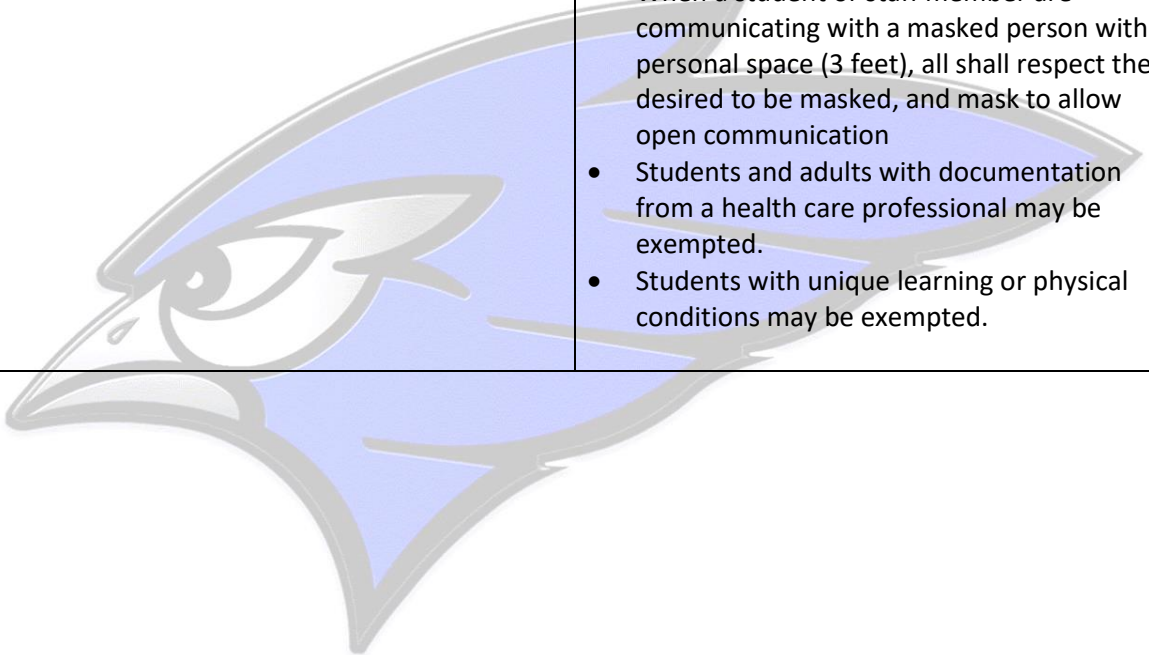 When a student or staff member are
communicating with a masked person with
personal space (3 feet), all shall respect the
desired to be masked, and mask to allow
open communication
• Students and adults with documentation
from a health care professional may be
exempted.
• Students with unique learning or physical
conditions may be exempted.